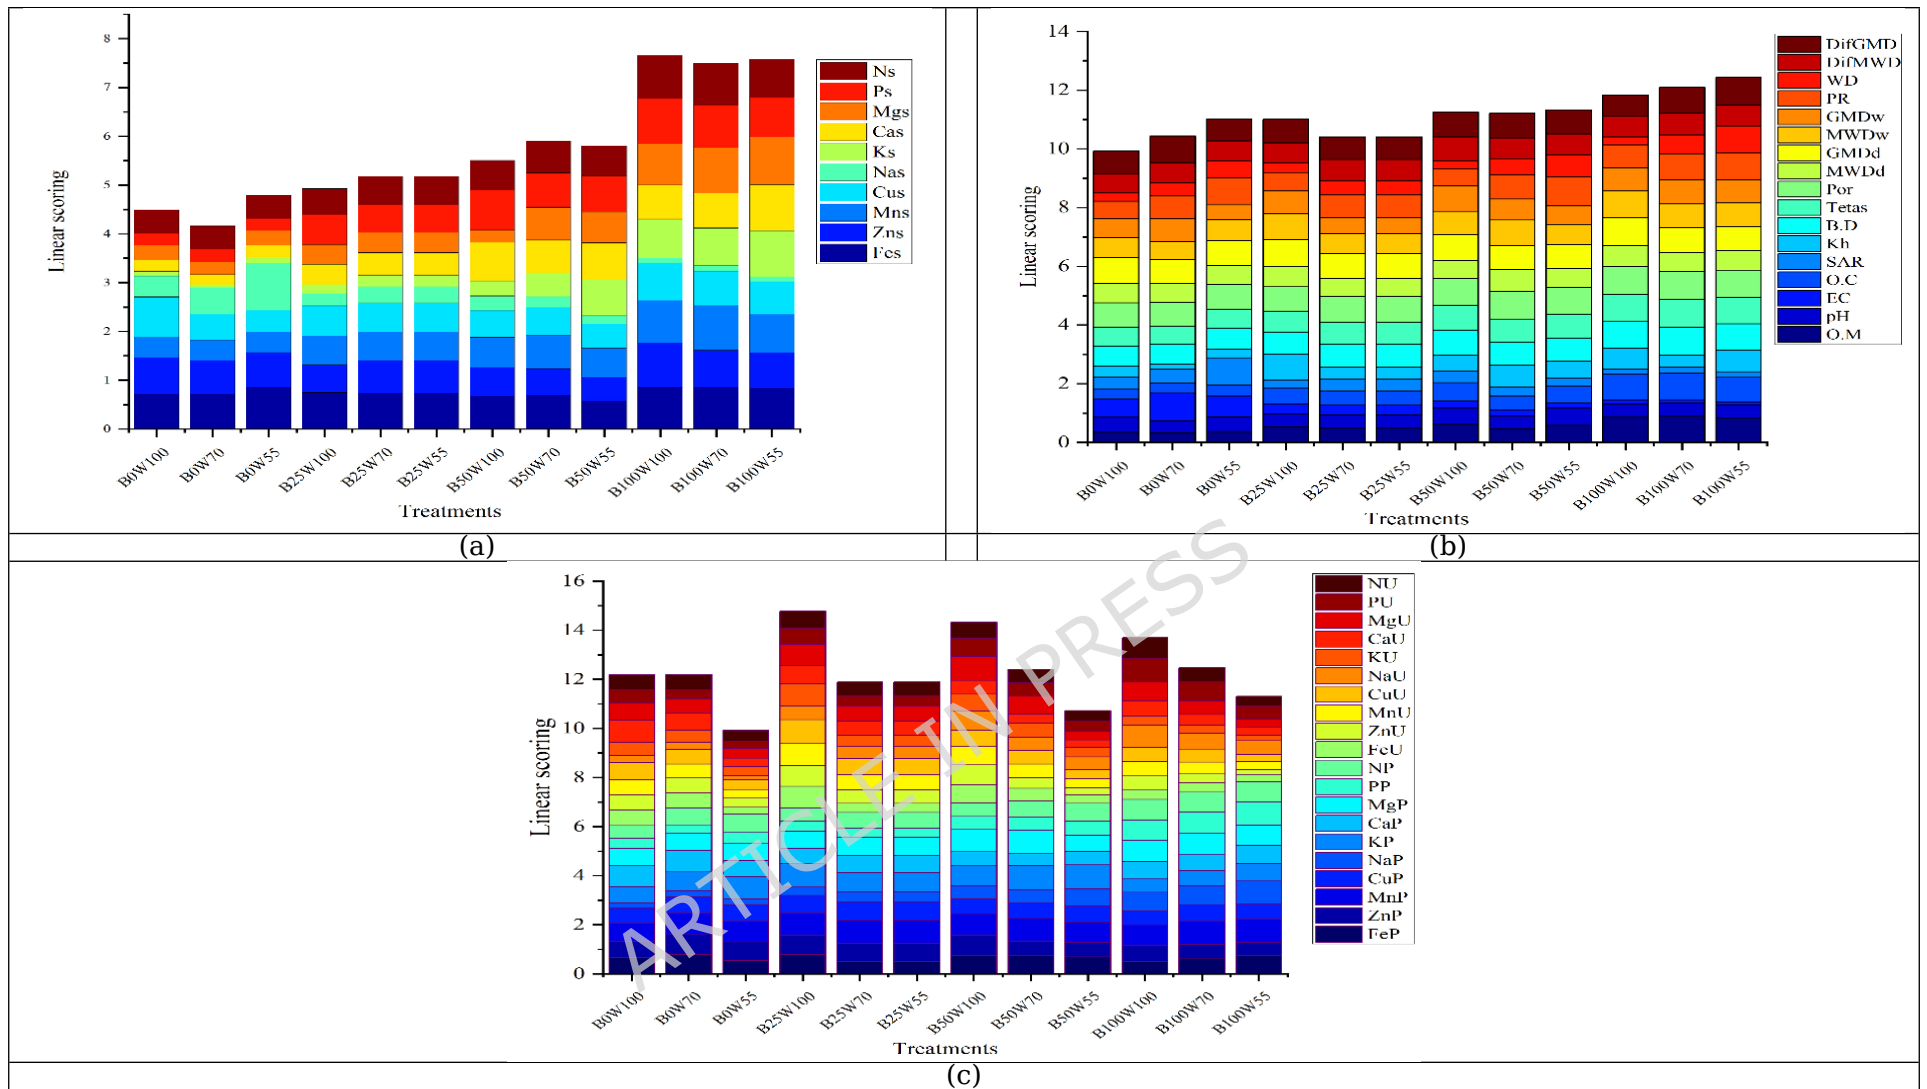 8
7
6
5
4
3
2
1
0
Linear scoring
B0W100
B0W70
B0W55
B25W100
B25W70
B25W55
B50W100
B50W70
B50W55
B100W100
B100W70
B100W55
Treatments
Ns
Ps
Mgs
Cas
Ks
Nas
Cus
Mns
Zns
Fes
(a)
14
12
10
8
6
4
2
0
Linear scoring
B0W100
B0W70
B0W55
B25W100
B25W70
B25W55
B50W100
B50W70
B50W55
B100W100
B100W70
B100W55
Treatments
DifGMD
DifMWD
WD
PR
GMDw
MWDw
GMDd
MWDd
Por
Tetas
B.D
Kh
SAR
O.C
EC
pH
O.M
(b)
16
14
12
10
8
6
4
2
0
Linear scoring
B0W100
B0W70
B0W55
B25W100
B25W70
B25W55
B50W100
B50W70
B50W55
B100W100
B100W70
B100W55
Treatments
NU
PU
MgU
CaU
KU
NaU
CuU
MnU
ZnU
FeU
NP
PP
MgP
CaP
KP
NaP
CuP
MnP
ZnP
FeP
(c)
ARTICLE IN PRESS